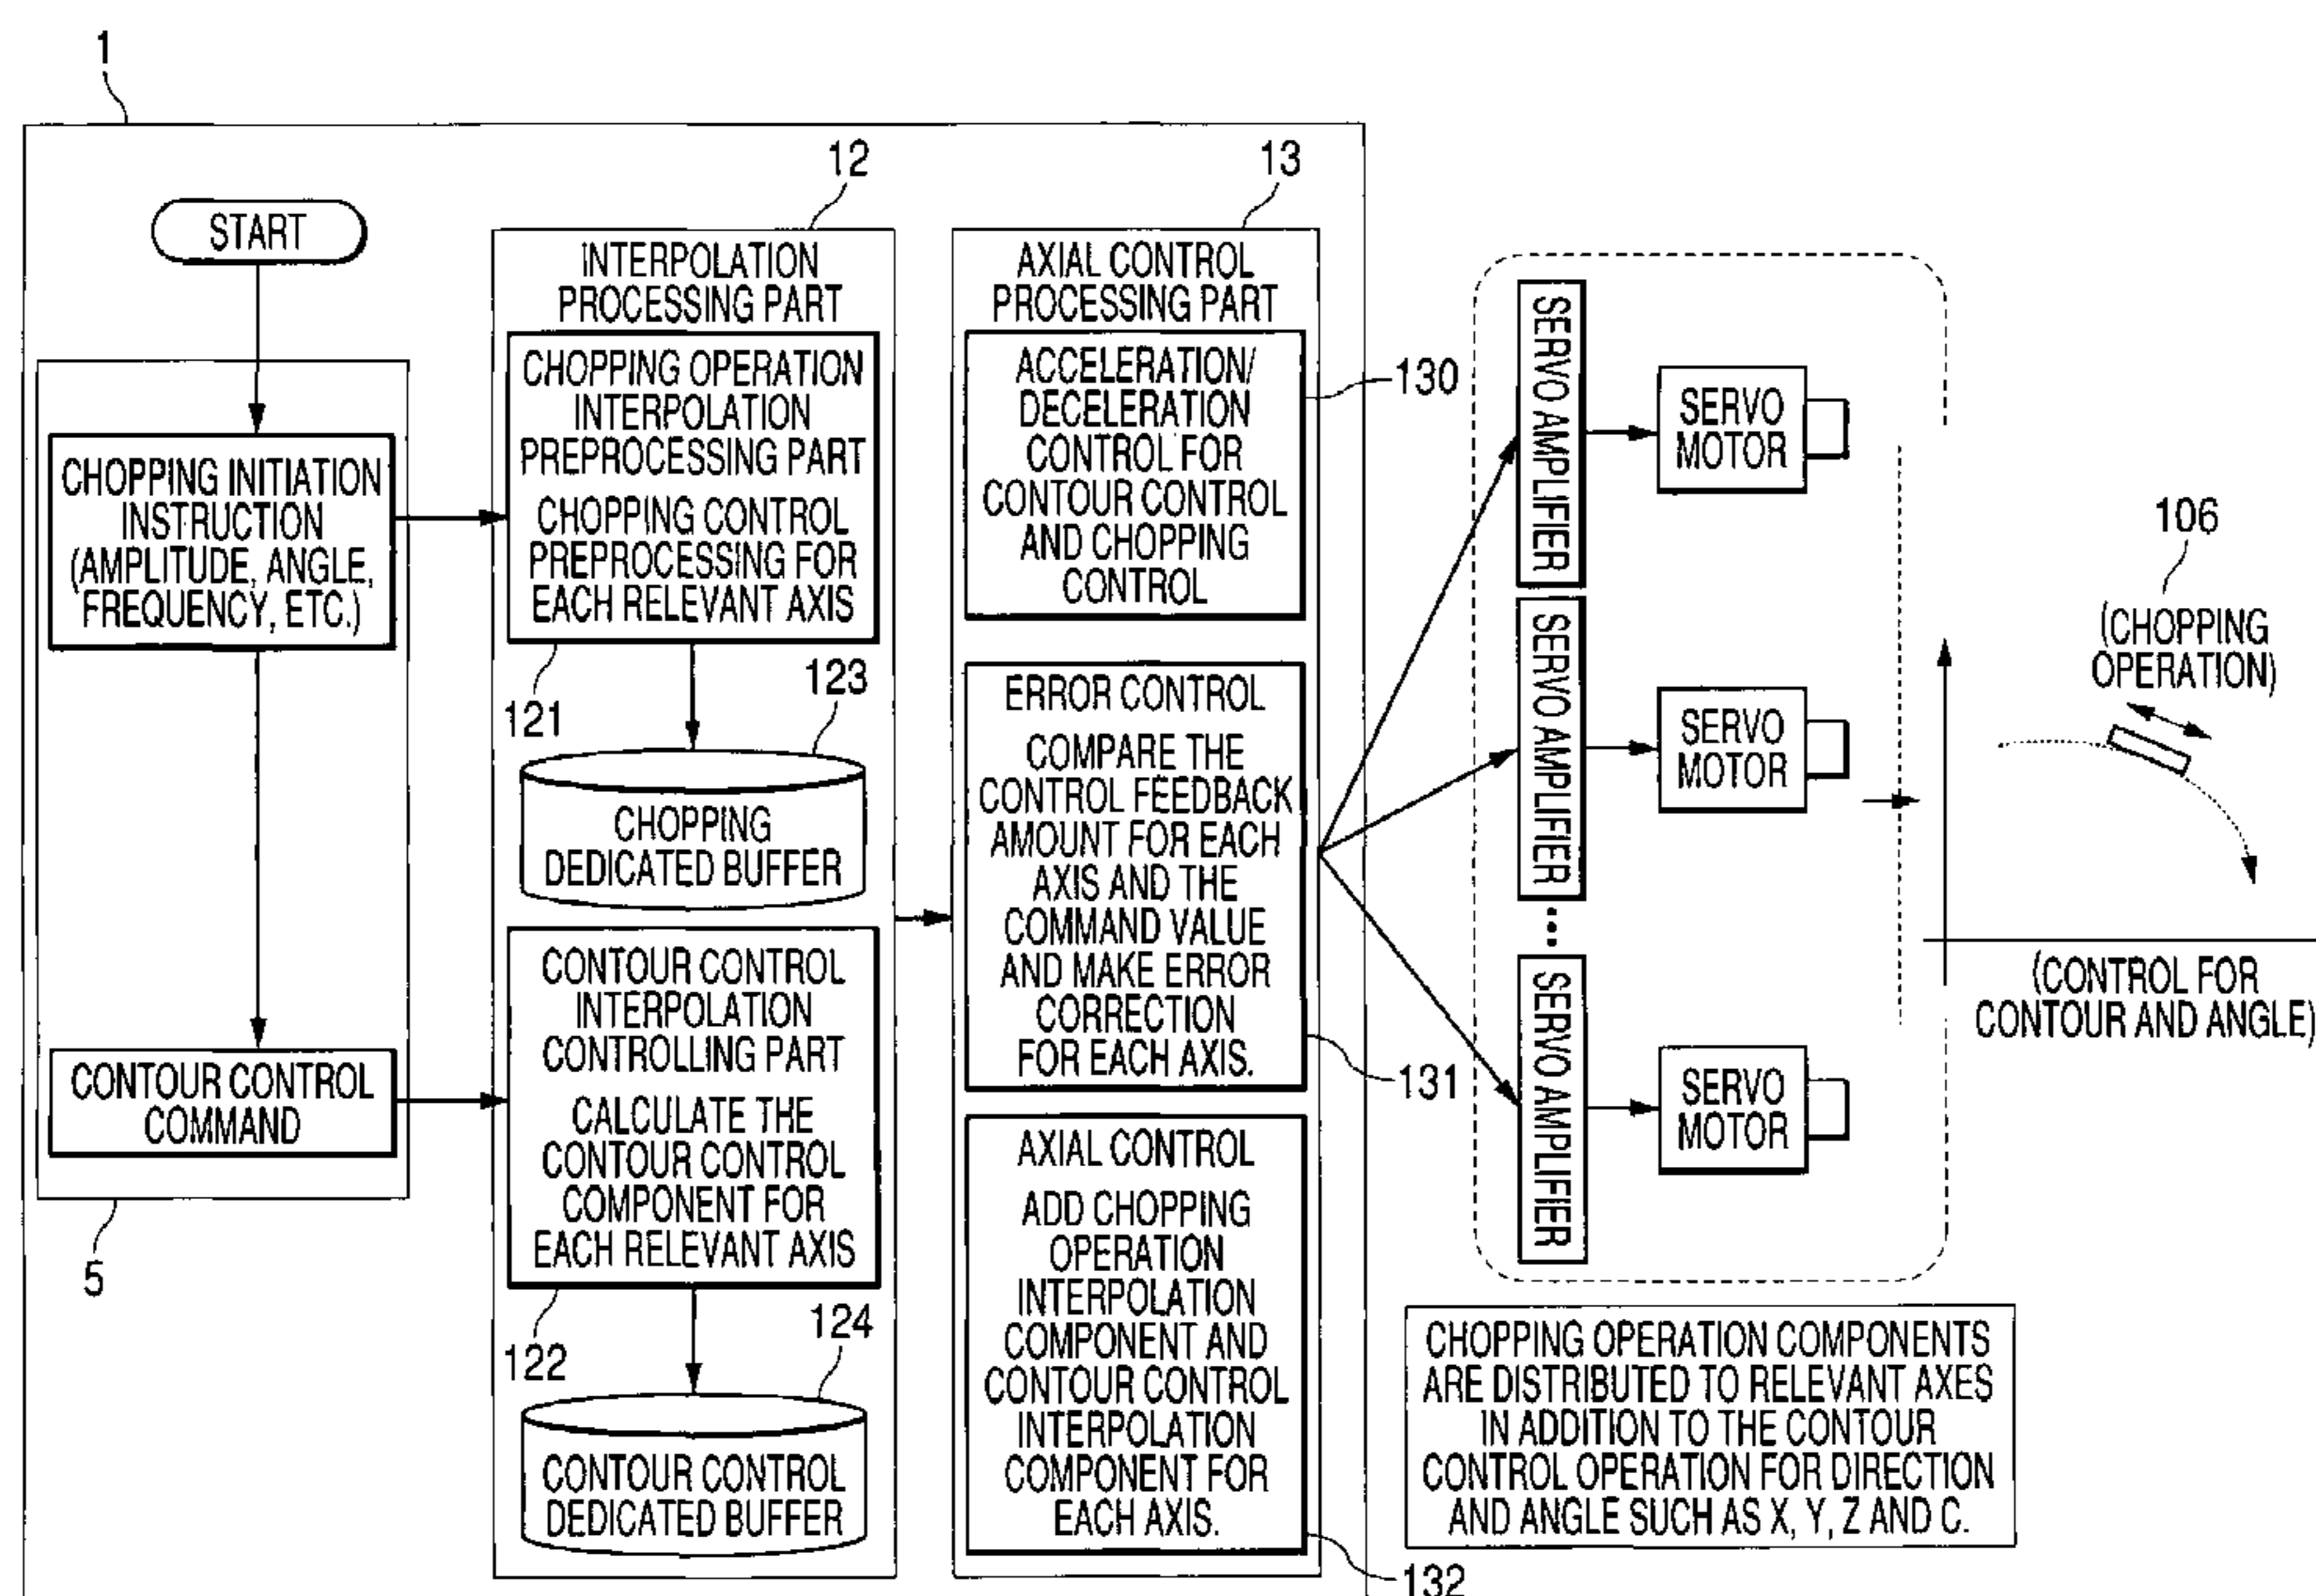 1
START
CHOPPING INITIATION
INSTRUCTION
(AMPLITUDE, ANGLE,
FREQUENCY, ETC.)
CONTOUR CONTROL
COMMAND
5
12
INTERPOLATION
PROCESSING PART
CHOPPING OPERATION
INTERPOLATION
PREPROCESSING PART
CHOPPING CONTROL
PREPROCESSING FOR
EACH RELEVANT AXIS
121
123
CHOPPING
DEDICATED BUFFER
CONTOUR CONTROL
INTERPOLATION
CONTROLLING PART
CALCULATE THE
CONTOUR CONTROL
COMPONENT FOR
EACH RELEVANT AXIS
122
124
CONTOUR CONTROL
DEDICATED BUFFER
13
AXIAL CONTROL
PROCESSING PART
ACCELERATION/
DECELERATION
CONTROL FOR
CONTOUR CONTROL
AND CHOPPING
CONTROL
130
ERROR CONTROL
COMPARE THE
CONTROL FEEDBACK
AMOUNT FOR EACH
AXIS AND THE
COMMAND VALUE
AND MAKE ERROR
CORRECTION
FOR EACH AXIS.
131
AXIAL CONTROL
ADD CHOPPING
OPERATION
INTERPOLATION
COMPONENT AND
CONTOUR CONTROL
INTERPOLATION
COMPONENT FOR
EACH AXIS.
132
SERVO AMPLIFIER
SERVO
MOTOR
SERVO AMPLIFIER
SERVO
MOTOR
SERVO AMPLIFIER
SERVO
MOTOR
106
(CHOPPING
OPERATION)
(CONTROL FOR
CONTOUR AND ANGLE)
CHOPPING OPERATION COMPONENTS
ARE DISTRIBUTED TO RELEVANT AXES
IN ADDITION TO THE CONTOUR
CONTROL OPERATION FOR DIRECTION
AND ANGLE SUCH AS X, Y, Z AND C.